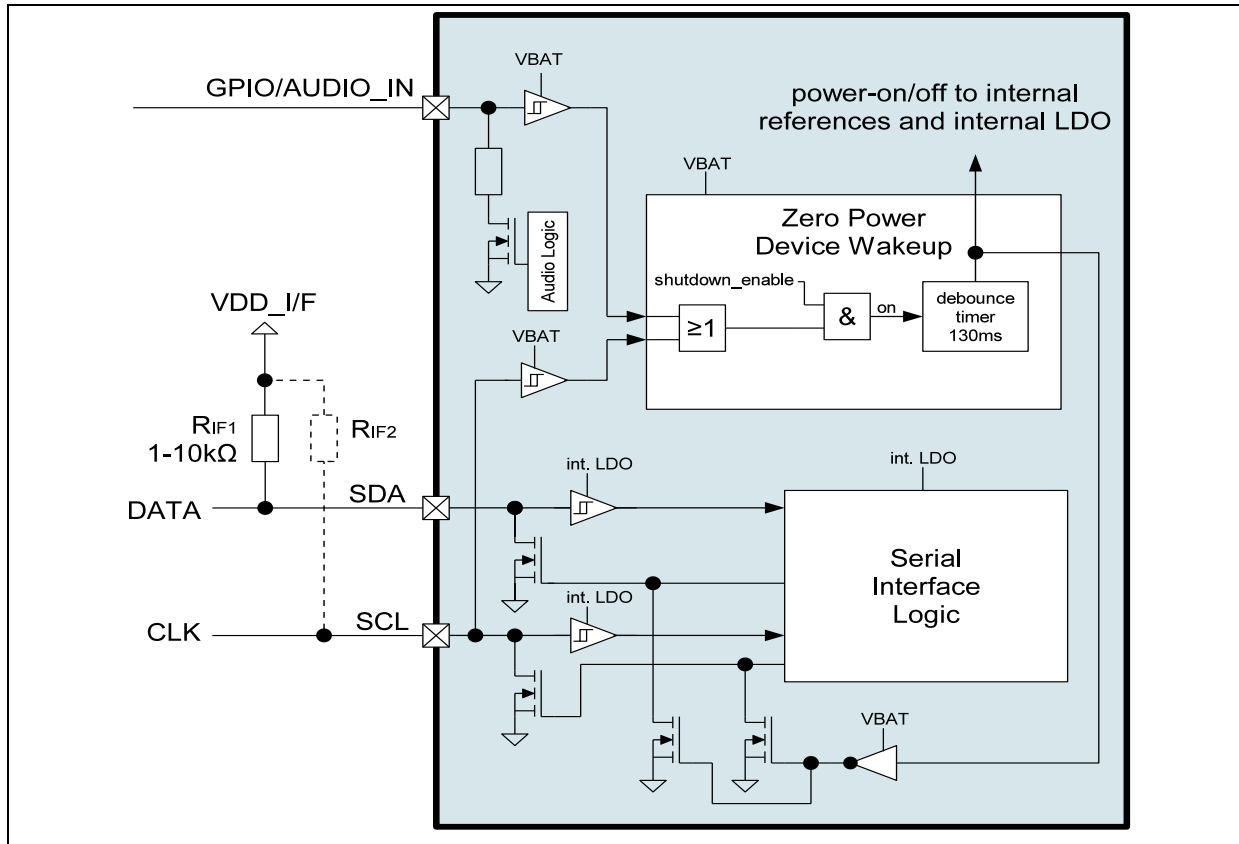 VBAT
GPIO/AUDIO_IN
power-on/off to internal
references and internal LDO
VBAT
Zero Power
Device Wakeup
Audio Logic
shutdown_enable
VDD_I/F
≥1
&
on
debounce
timer
130ms
VBAT
RIF1
1-10kΩ
RIF2
int. LDO
int. LDO
SDA
DATA
Serial
Interface
Logic
int. LDO
SCL
CLK
VBAT